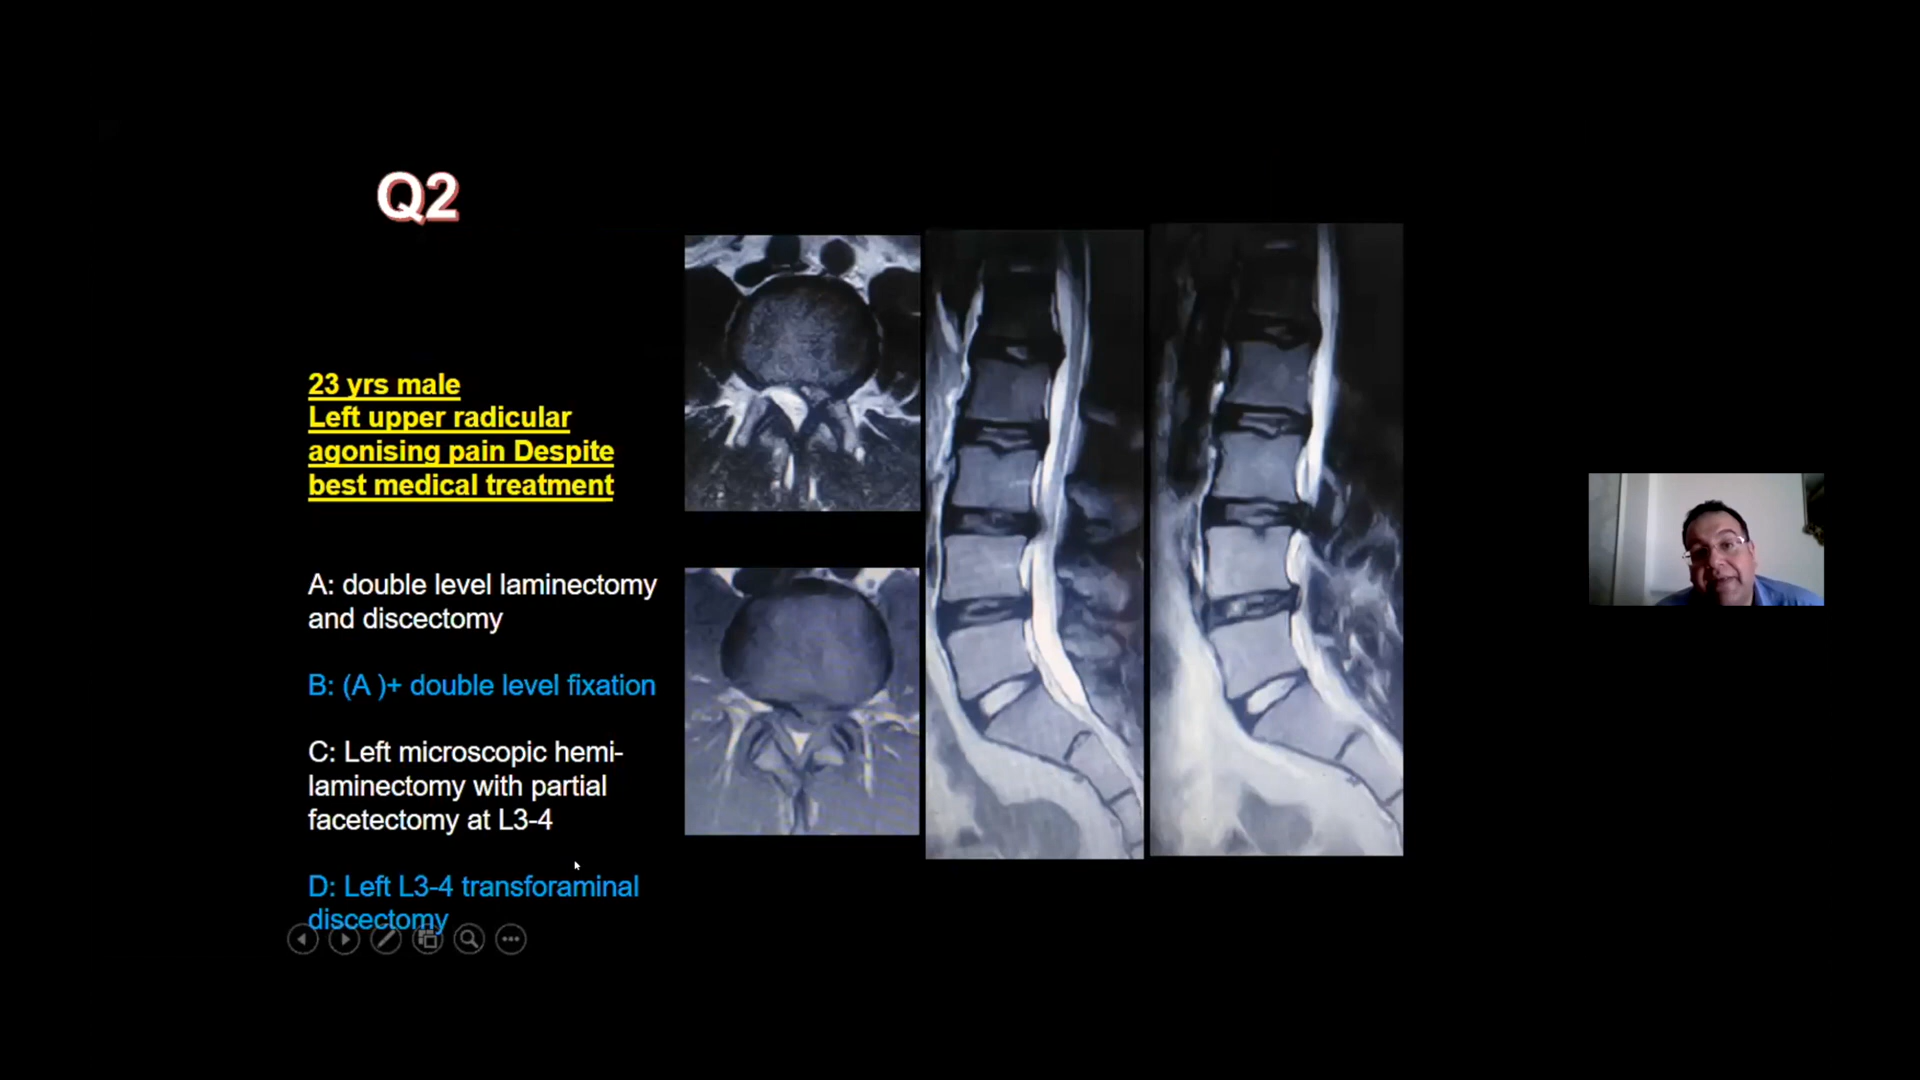 Q2
23 yrs male
Left upper radicular
agonising pain Despite
best medical treatment
A: double level laminectomy
and discectomy
B: (A )+ double level fixation
C: Left microscopic hemi-
laminectomy with partial
facetectomy at L3-4
D: Left L3-4 transforaminal
discectomy